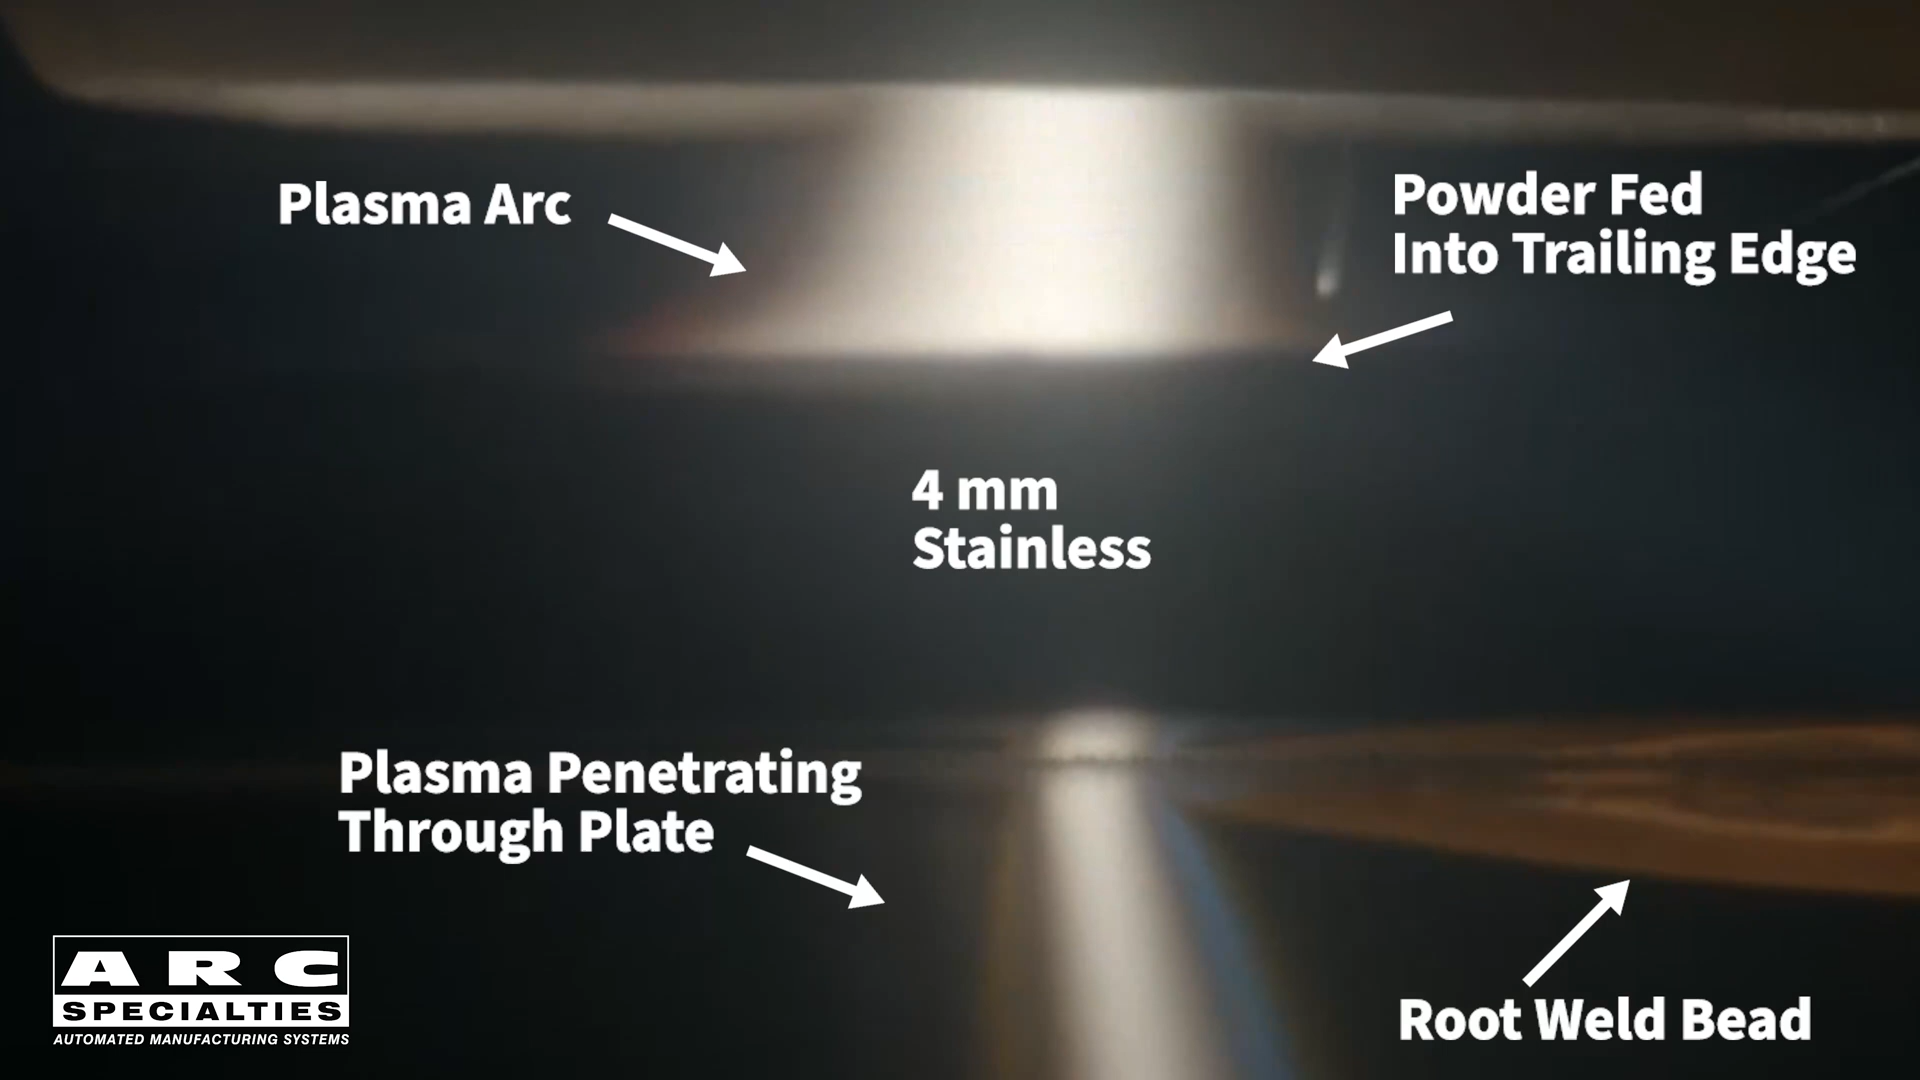 Plasma Arc
Powder Fed
Into Trailing Edge
4 mm
Stainless
Plasma Penetrating
Through Plate
Root Weld Bead
ARC
SPECIALTIES
AUTOMATED MANUFACTURING SYSTEMS